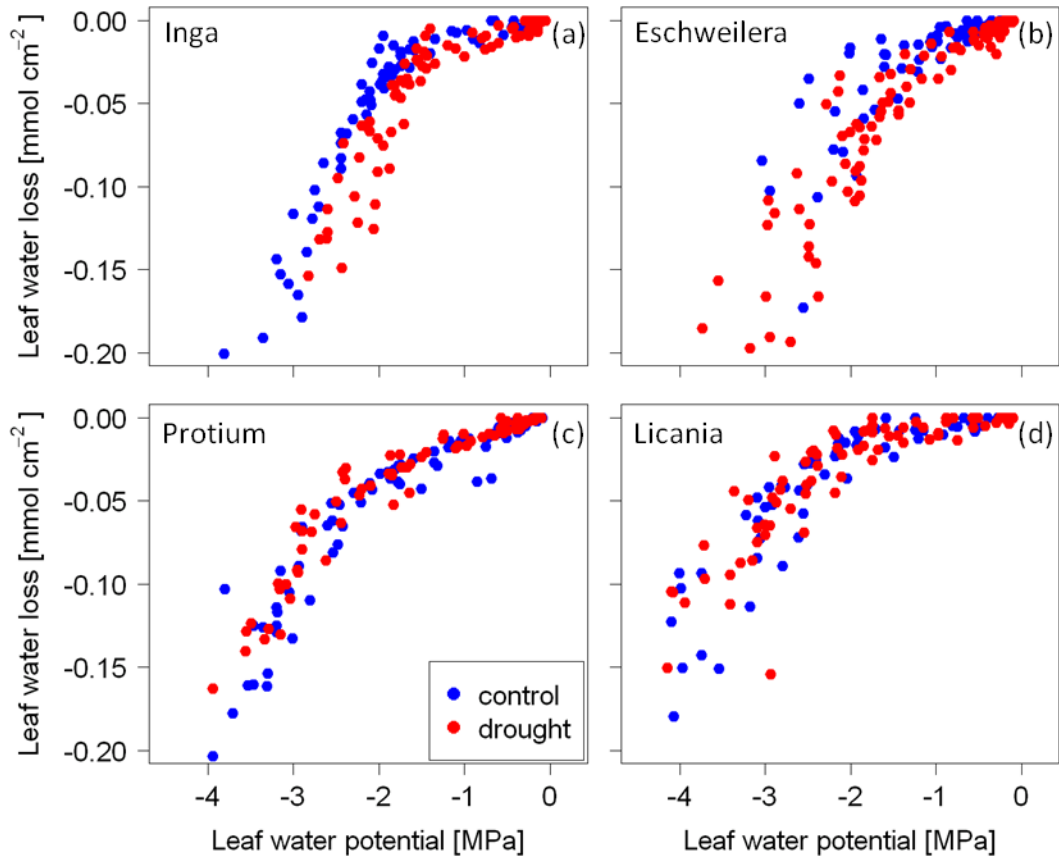 Inga (a)
Eschweilera (b)
0.00
-0.05
-0.10
-0.15
-0.20
Leaf water loss [mmol cm⁻²]
Protium (c)
Licania (d)
0.00
-0.05
-0.10
-0.15
-0.20
Leaf water loss [mmol cm⁻²]
control
drought
-4 -3 -2 -1 0
-4 -3 -2 -1 0
Leaf water potential [MPa]
Leaf water potential [MPa]